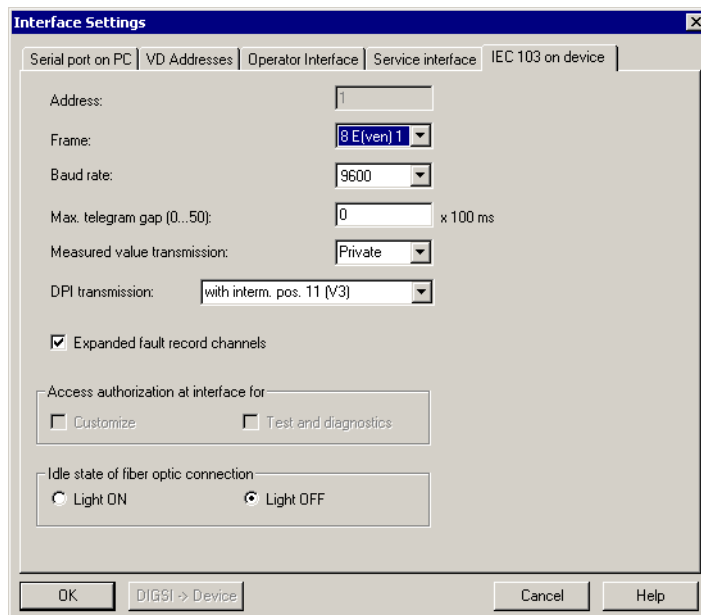 Interface Settings
Serial port on PC VD Addresses Operator Interface Service interface IEC 103 on device
Address: 1
Frame: 8 E(ven) 1
Baud rate: 9600
Max. telegram gap (0...50): 0 x 100 ms
Measured value transmission: Private
DPI transmission: with interm. pos. 11 (V3)
Expanded fault record channels
Access authorization at interface for
Customize Test and diagnostics
Idle state of fiber optic connection
Light ON Light OFF
OK DIGSI -> Device Cancel Help